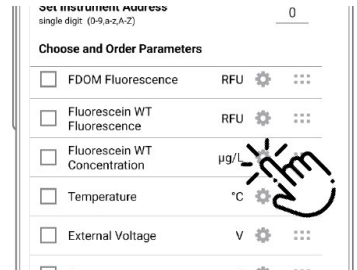 Set Instrument Address
single digit (0-9,a-z,A-Z)
0
Choose and Order Parameters
FDOM Fluorescence RFU
Fluorescein WT
Fluorescence RFU
Fluorescein WT
Concentration µg/L
Temperature °C
External Voltage V